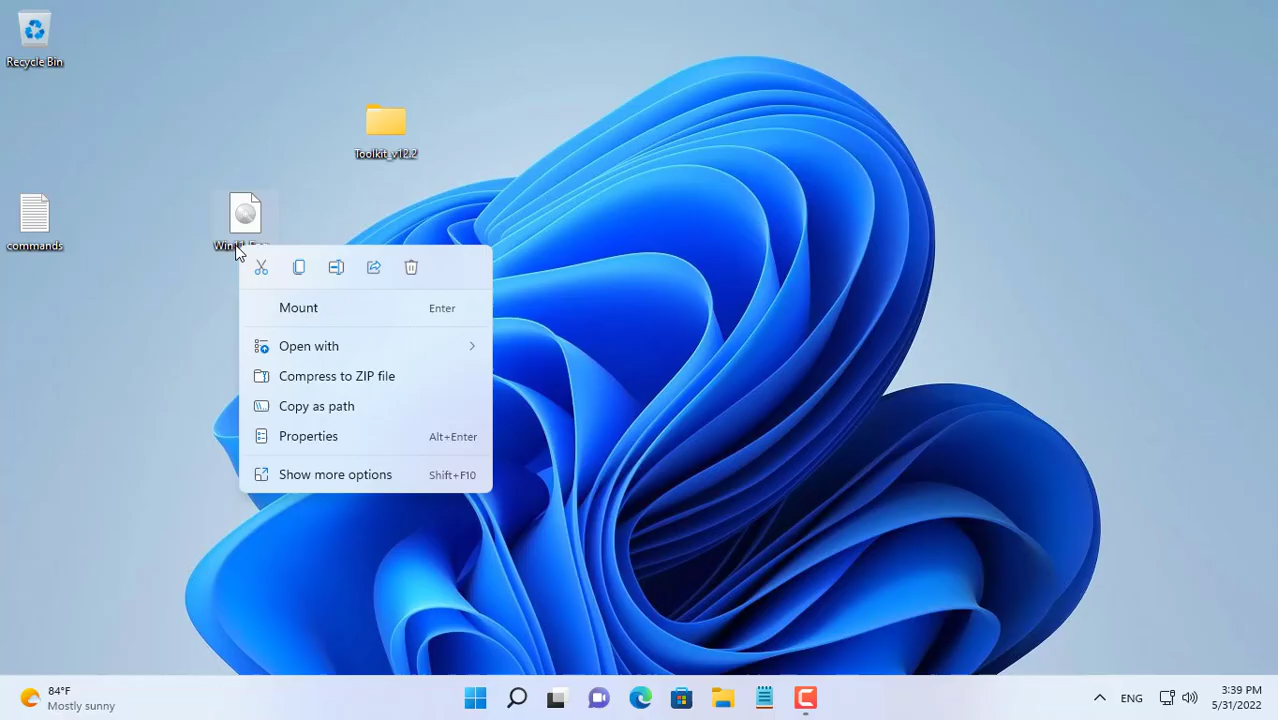 Recycle Bin
Toolkit_v12.2
commands
Mount Enter
Open with
Compress to ZIP file
Copy as path
Properties Alt+Enter
Show more options Shift+F10
84°F
Mostly sunny
ENG
3:39 PM
5/31/2022